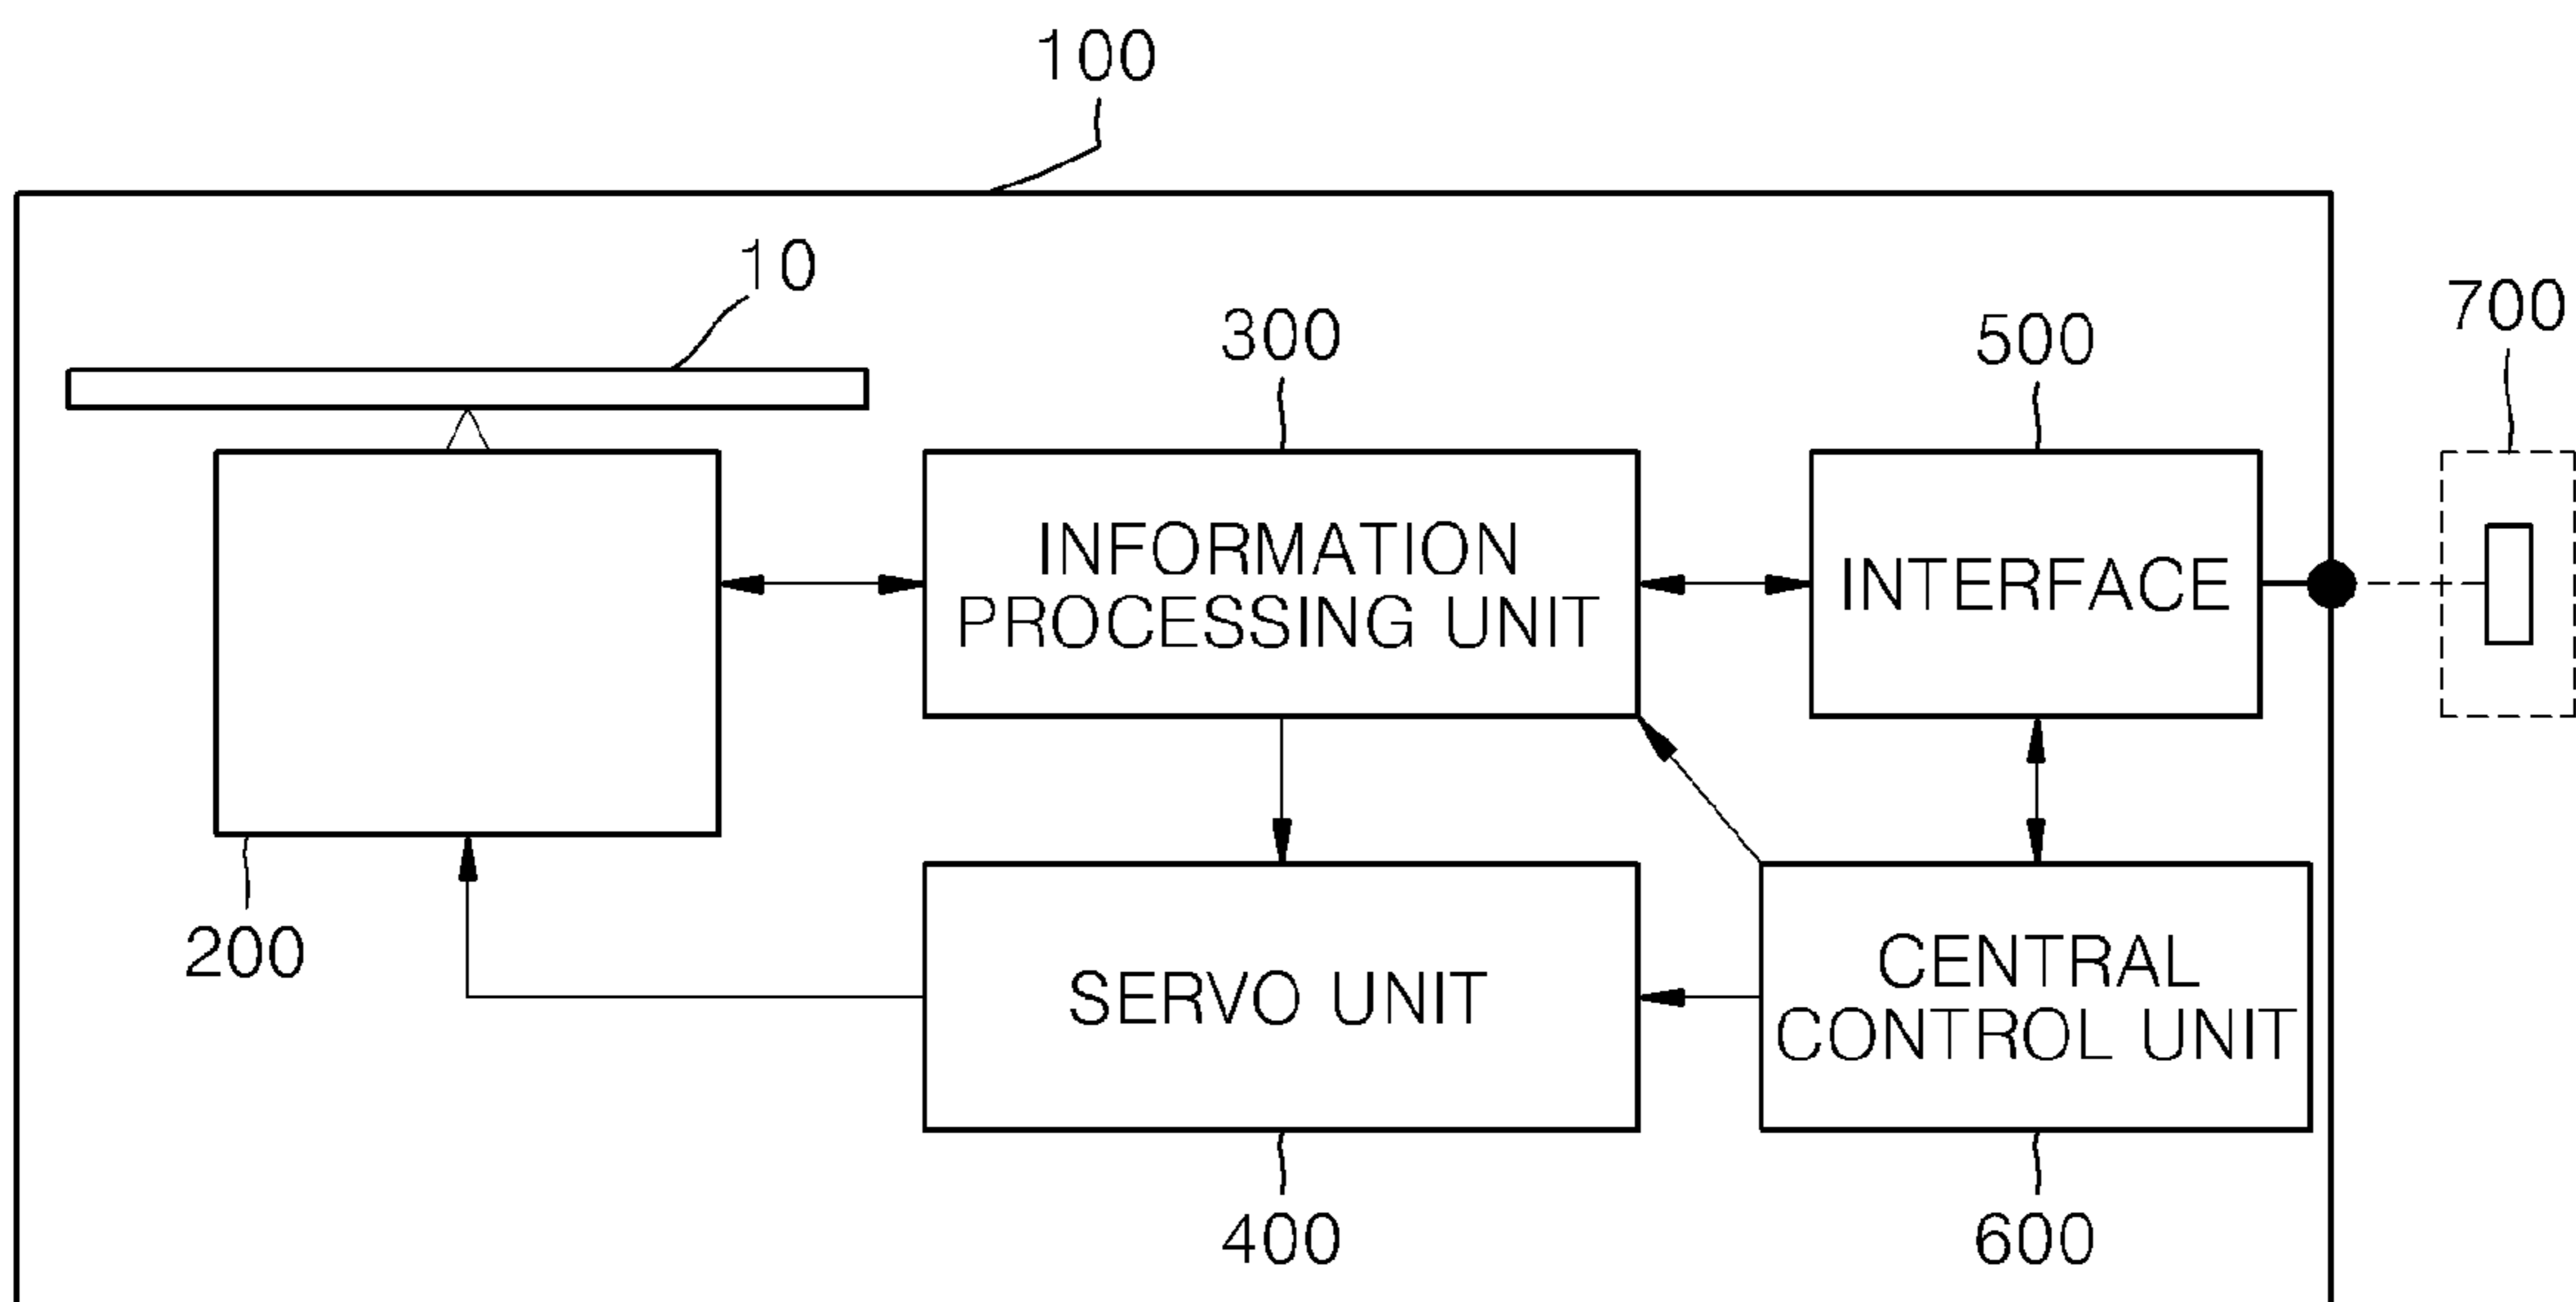 100
10
300
500
700
INFORMATION
PROCESSING UNIT
INTERFACE
200
SERVO UNIT
CENTRAL
CONTROL UNIT
400
600